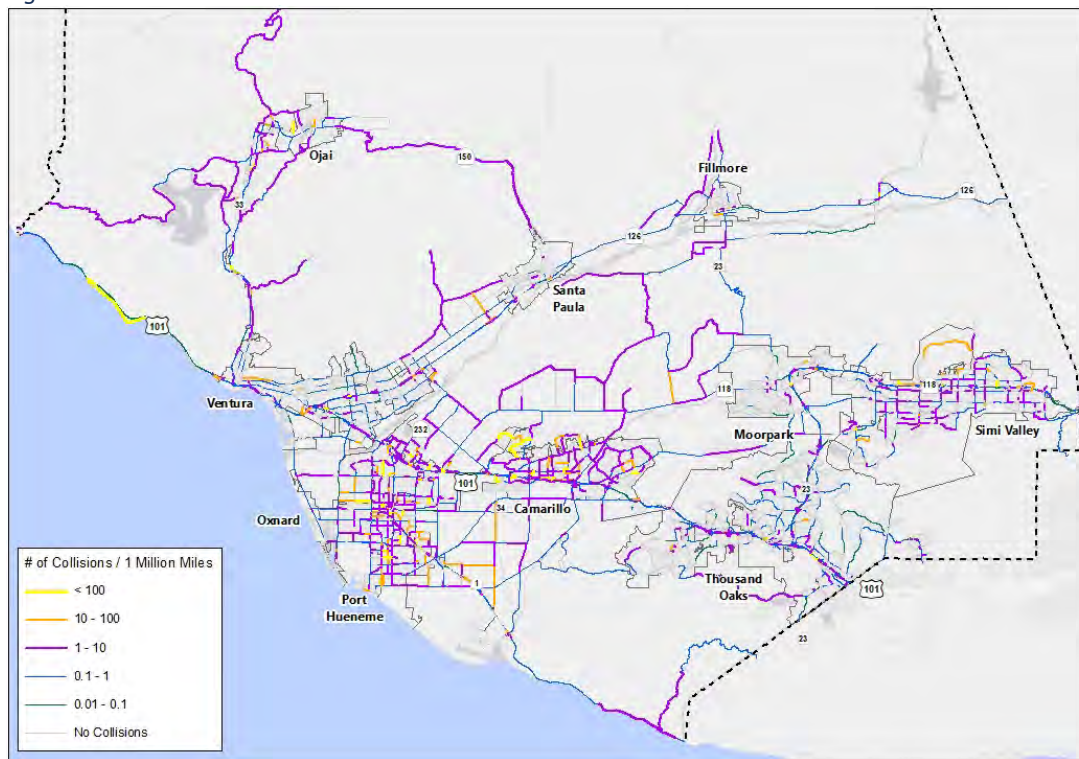 Ojai
150
Fillmore
33
126
126
Santa
Paula
23
101
118
118
Ventura
232
Moorpark
Simi Valley
101
23
34
Camarillo
Oxnard
1
Thousand
Oaks
101
Port
Hueneme
23
# of Collisions / 1 Million Miles
< 100
10 - 100
1 - 10
0.1 - 1
0.01 - 0.1
No Collisions